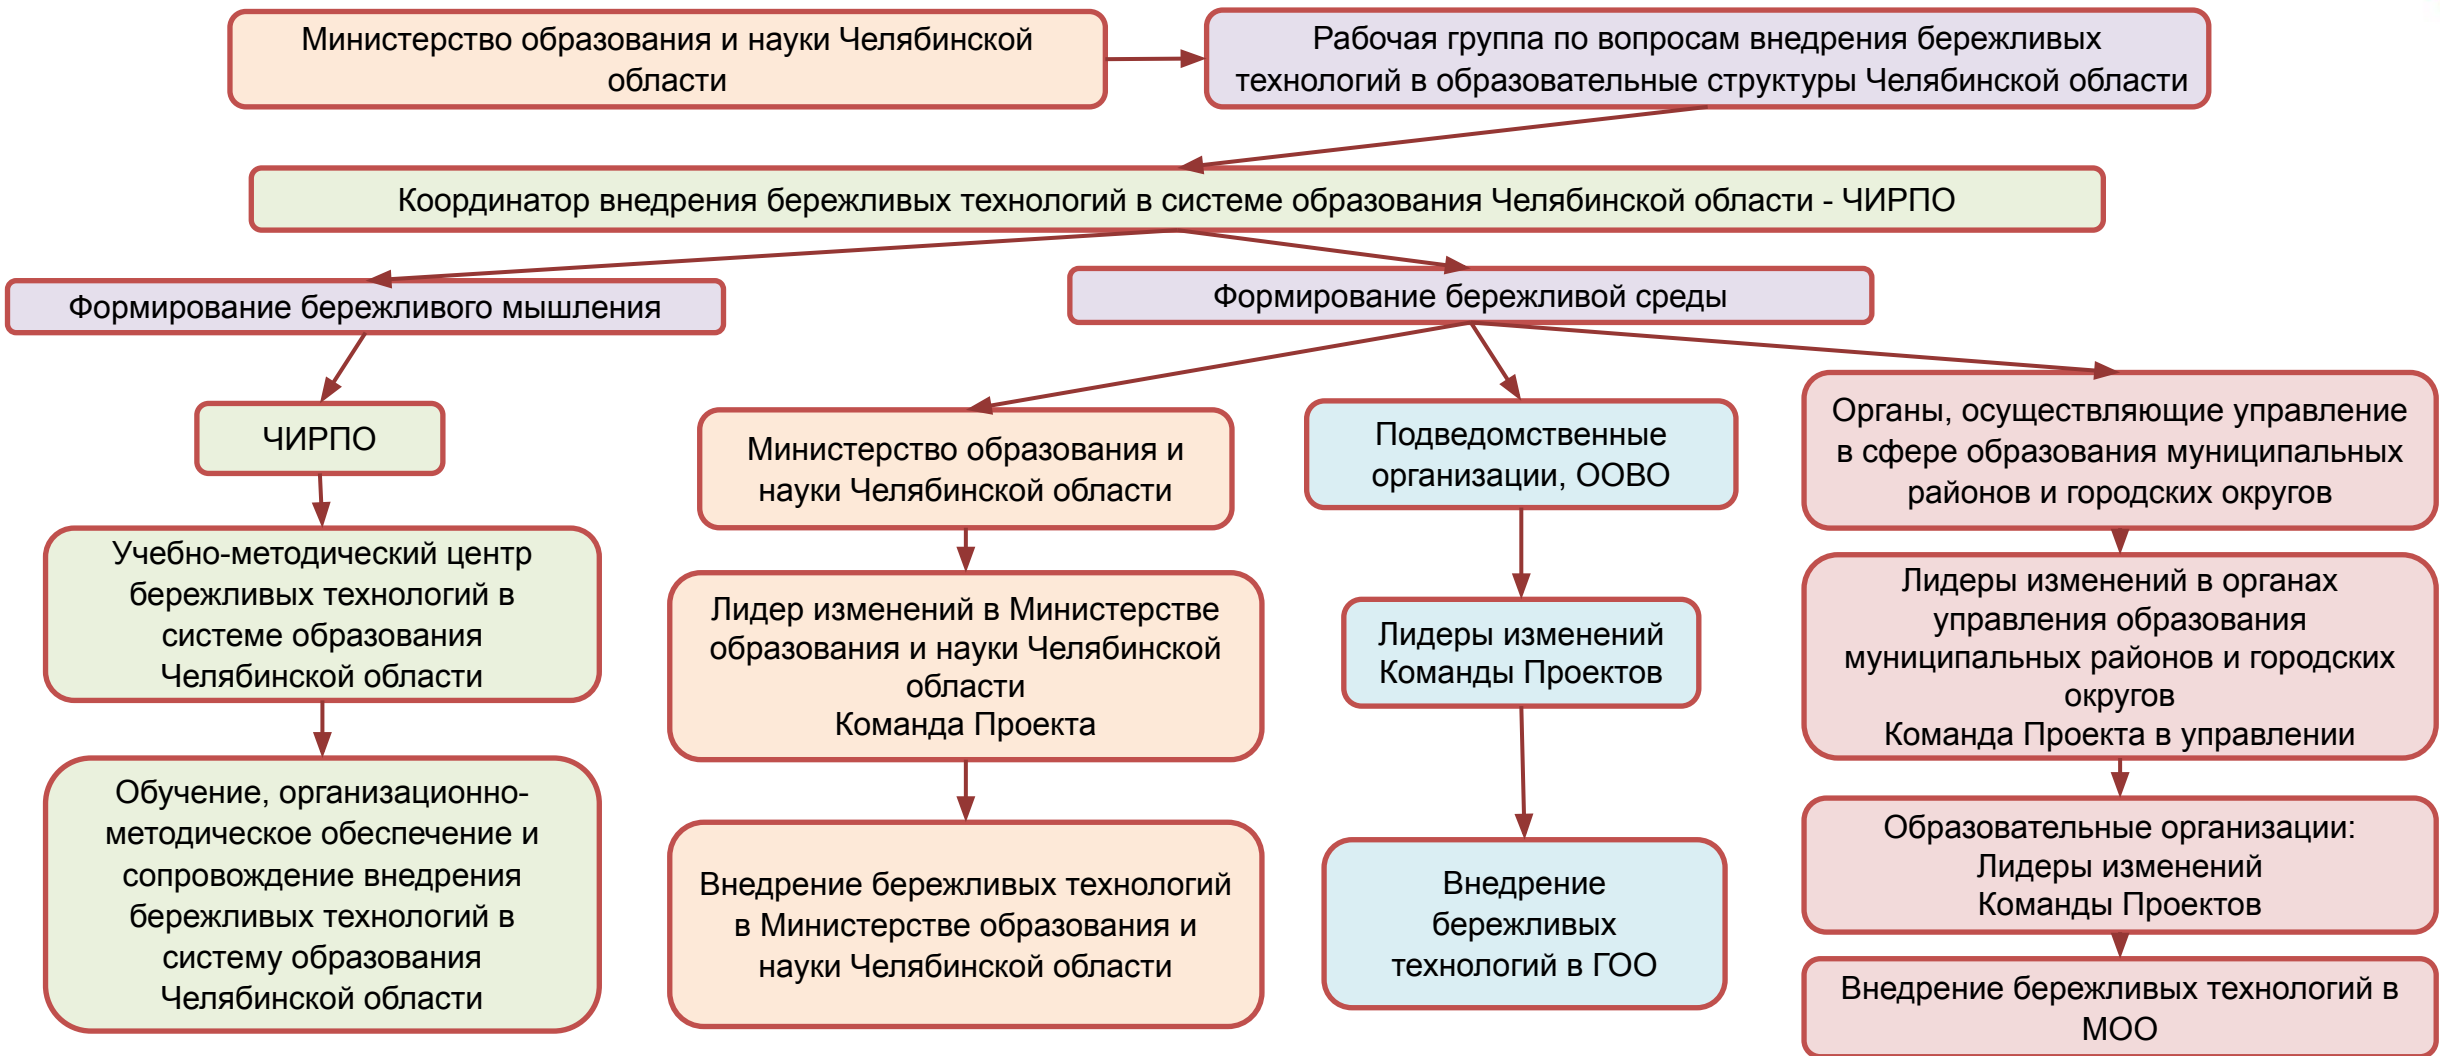 Министерство образования и науки Челябинской
области
Рабочая группа по вопросам внедрения бережливых
технологий в образовательные структуры Челябинской области
Координатор внедрения бережливых технологий в системе образования Челябинской области - ЧИРПО
Формирование бережливого мышления
Формирование бережливой среды
ЧИРПО
Учебно-методический центр
бережливых технологий в
системе образования
Челябинской области
Обучение, организационно-
методическое обеспечение и
сопровождение внедрения
бережливых технологий в
систему образования
Челябинской области
Министерство образования и
науки Челябинской области
Лидер изменений в Министерстве
образования и науки Челябинской
области
Команда Проекта
Внедрение бережливых технологий
в Министерстве образования и
науки Челябинской области
Подведомственные
организации, ООВО
Лидеры изменений
Команды Проектов
Внедрение
бережливых
технологий в ГОО
Органы, осуществляющие управление
в сфере образования муниципальных
районов и городских округов
Лидеры изменений в органах
управления образования
муниципальных районов и городских
округов
Команда Проекта в управлении
Образовательные организации:
Лидеры изменений
Команды Проектов
Внедрение бережливых технологий в
МОО